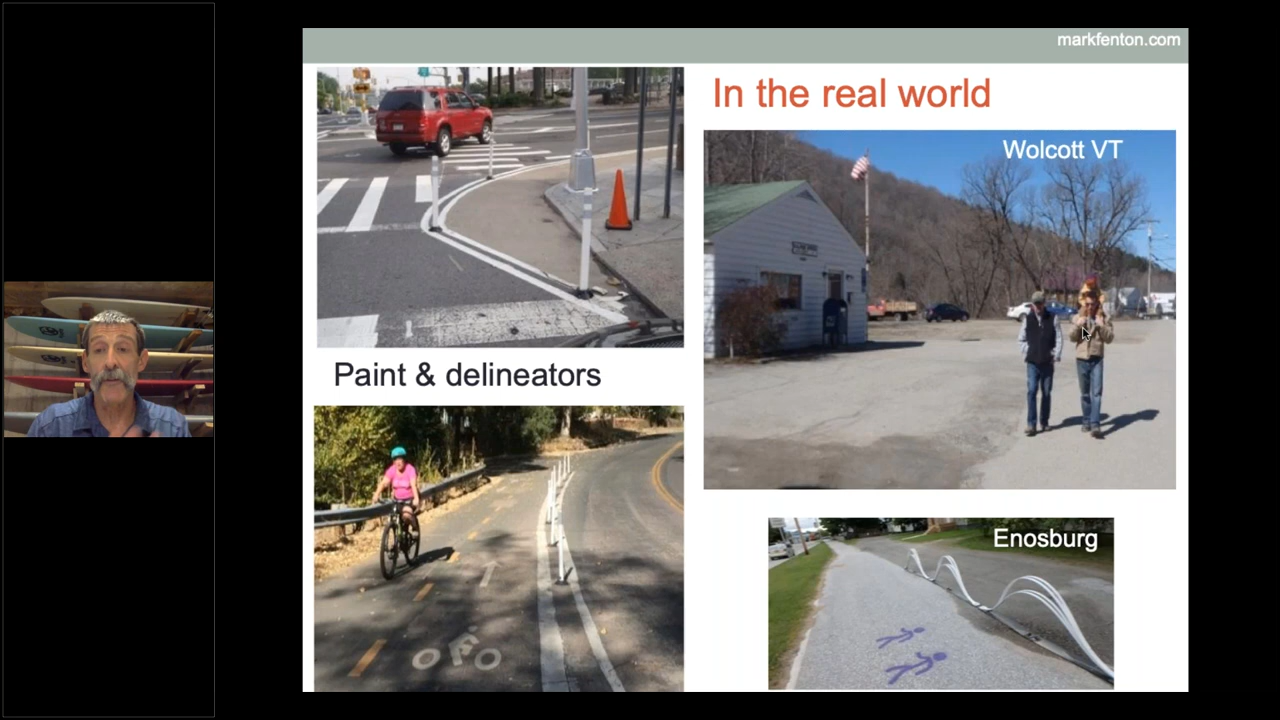 markfenton.com
In the real world
Wolcott VT
Paint & delineators
Enosburg